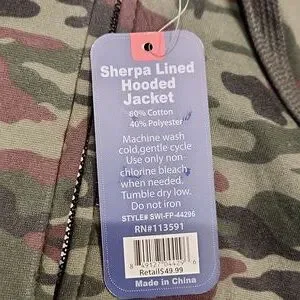 Sherpa Lined
Hooded
Jacket
60% Cotton
40% Polyester
Machine wash
cold,gentle cycle
Use only non-
chlorine bleach
when needed.
Tumble dry low.
Do not iron
STYLE# SWI-FP-44296
RN#113591
Retail$49.99
Made in China